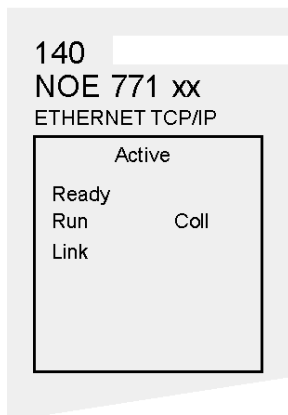 140
NOE 771 xx
ETHERNET TCP/IP
Active
Ready
Run Coll
Link